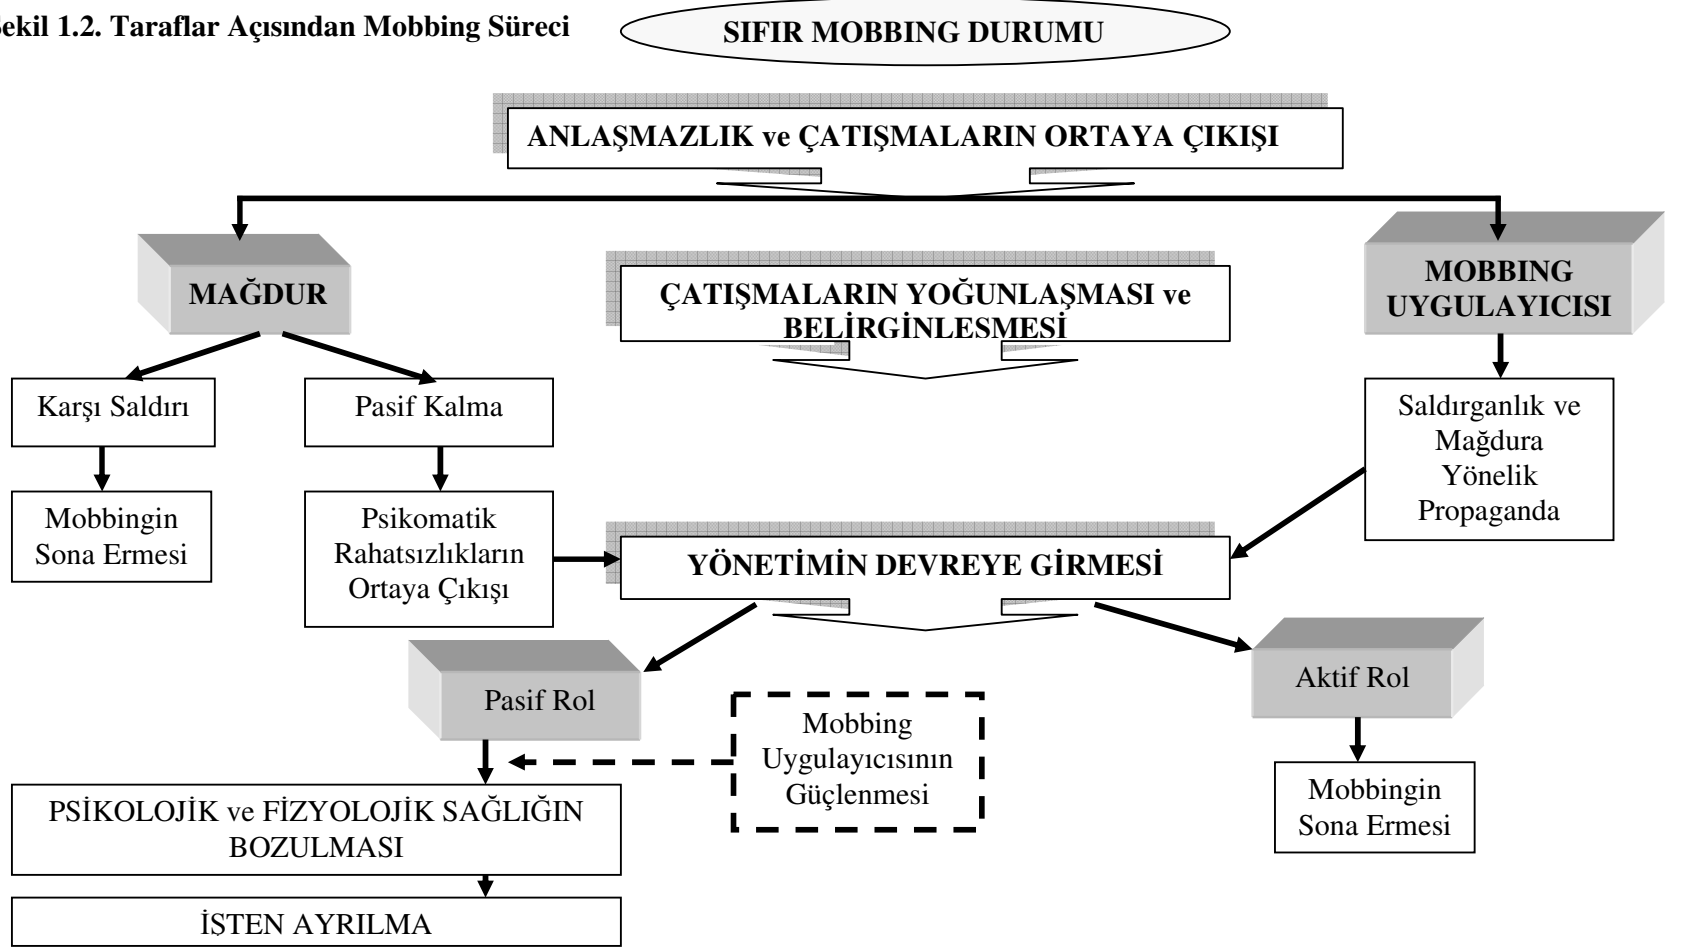 ekil 1.2. Taraflar Açısından Mobbing Süreci
SIFIR MOBBING DURUMU
ANLAŞMAZLIK ve ÇATIŞMALARIN ORTAYA ÇIKIŞI
MAĞDUR
ÇATIŞMALARIN YOĞUNLAŞMASI ve
BELİRGİNLESMESİ
MOBBING
UYGULAYICISI
Karşı Saldırı
Pasif Kalma
Saldırganlık ve
Mağdura
Yönelik
Propaganda
Mobbingin
Sona Ermesi
Psikomatik
Rahatsızlıkların
Ortaya Çıkışı
YÖNETİMİN DEVREYE GİRMESİ
Pasif Rol
Aktif Rol
Mobbing
Uygulayıcısının
Güçlenmesi
Mobbingin
Sona Ermesi
PSİKOLOJİK ve FİZYOLOJİK SAĞLIĞIN
BOZULMASI
İŞTEN AYRILMA